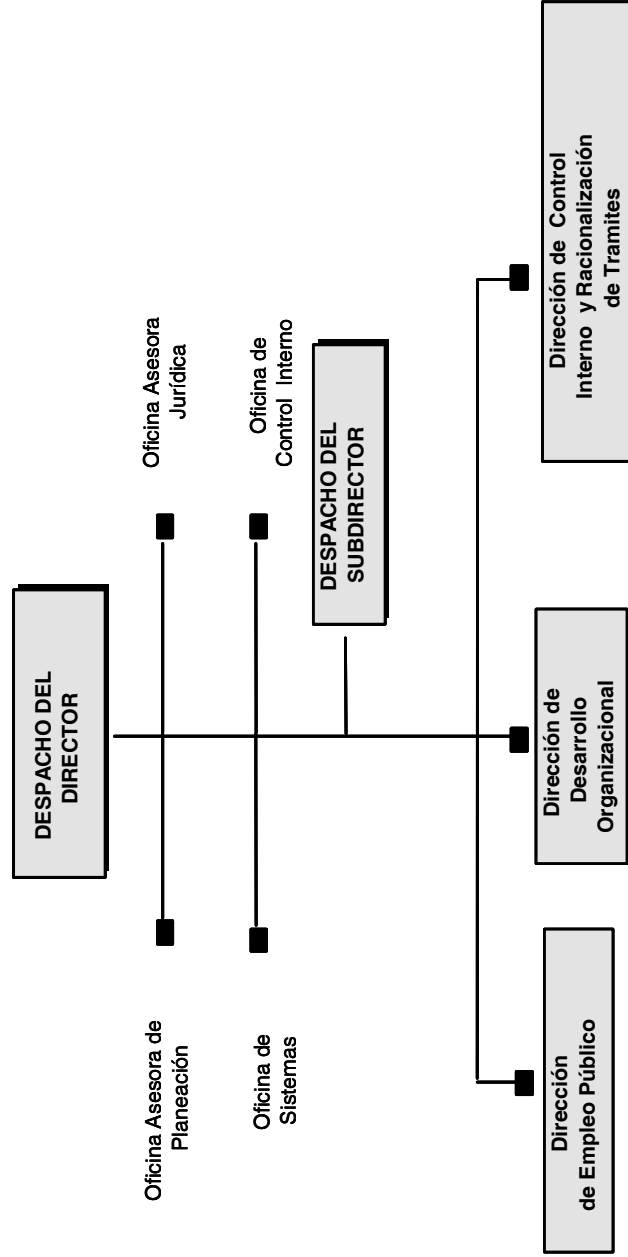 DESPACHO DEL
DIRECTOR
Oficina Asesora de
Planeación
Oficina Asesora
Jurídica
Oficina de
Sistemas
Oficina de
Control Interno
DESPACHO DEL
SUBDIRECTOR
Dirección
de Empleo Público
Dirección de
Desarrollo
Organizacional
Dirección de Control
Interno y Racionalización
de Tramites